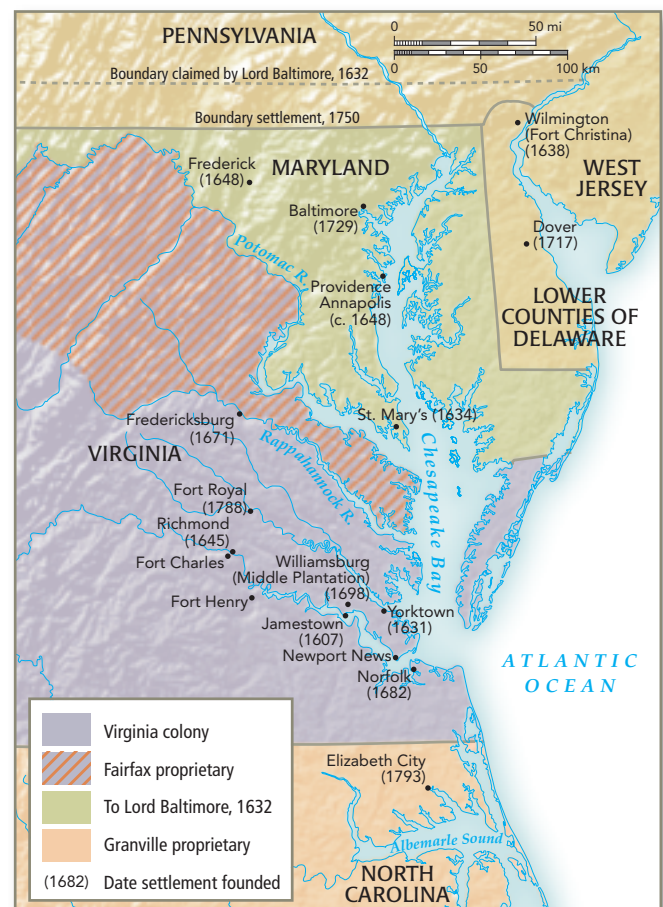 PENNSYLVANIA
0 50 mi
0 50 100 km
Boundary claimed by Lord Baltimore, 1632
Boundary settlement, 1750
Wilmington
(Fort Christina)
(1638)
WEST
JERSEY
Frederick
(1648)
MARYLAND
Baltimore
(1729)
Dover
(1717)
Potomac R.
Providence
Annapolis
(c. 1648)
LOWER
COUNTIES OF
DELAWARE
St. Mary's (1634)
Fredericksburg
(1671)
Rappahannock R.
Chesapeake Bay
VIRGINIA
Fort Royal
(1788)
Richmond
(1645)
Fort Charles
Williamsburg
(Middle Plantation)
(1698)
Fort Henry
Yorktown
(1631)
Jamestown
(1607)
Newport News
Norfolk
(1682)
ATLANTIC
OCEAN
Virginia colony
Fairfax proprietary
To Lord Baltimore, 1632
Granville proprietary
(1682) Date settlement founded
Elizabeth City
(1793)
Albemarle Sound
NORTH
CAROLINA